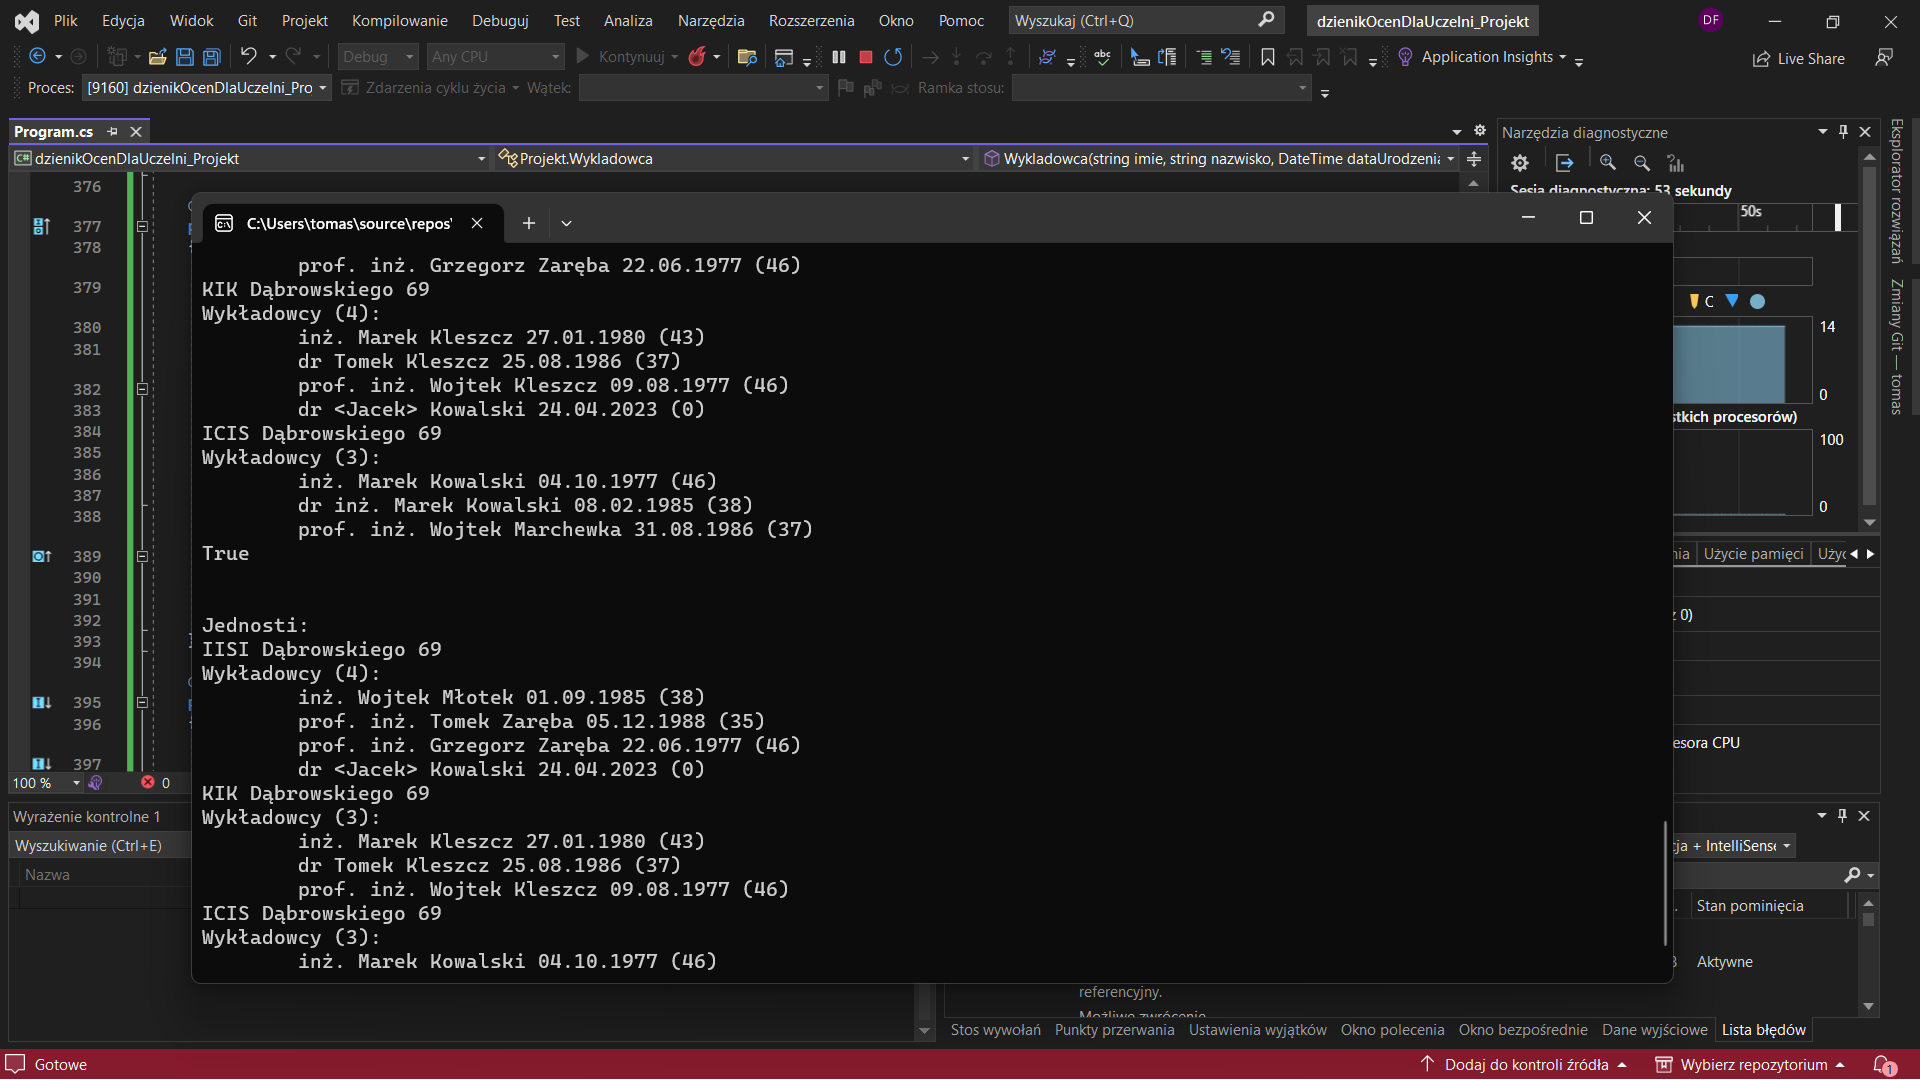 Plik Edycja Widok Git Projekt Kompilowanie Debuguj Test Analiza Narzędzia Rozszerzenia Okno Pomoc Wyszukaj (Ctrl+Q) dzienikOcenDlaUczelni_Projekt DF
Debug Any CPU Kontynuuj abc Application Insights Live Share
Proces: [9160] dzienikOcenDlaUczelni_Pro Zdarzenia cyklu życia Wątek: Ramka stosu:
Program.cs
C# dzienikOcenDlaUczelni_Projekt Projekt.Wykladowca Wykladowca(string imie, string nazwisko, DateTime dataUrodzenia
376
377
378
379
380
381
382
383
384
385
386
387
388
389
390
391
392
393
394
395
396
397
100 % 0
C:\Users\tomas\source\repos\
prof. inż. Grzegorz Zaręba 22.06.1977 (46)
KIK Dąbrowskiego 69
Wykładowcy (4):
inż. Marek Kleszcz 27.01.1980 (43)
dr Tomek Kleszcz 25.08.1986 (37)
prof. inż. Wojtek Kleszcz 09.08.1977 (46)
dr <Jacek> Kowalski 24.04.2023 (0)
ICIS Dąbrowskiego 69
Wykładowcy (3):
inż. Marek Kowalski 04.10.1977 (46)
dr inż. Marek Kowalski 08.02.1985 (38)
prof. inż. Wojtek Marchewka 31.08.1986 (37)
True
Jednosti:
IISI Dąbrowskiego 69
Wykładowcy (4):
inż. Wojtek Młotek 01.09.1985 (38)
prof. inż. Tomek Zaręba 05.12.1988 (35)
prof. inż. Grzegorz Zaręba 22.06.1977 (46)
dr <Jacek> Kowalski 24.04.2023 (0)
KIK Dąbrowskiego 69
Wykładowcy (3):
inż. Marek Kleszcz 27.01.1980 (43)
dr Tomek Kleszcz 25.08.1986 (37)
prof. inż. Wojtek Kleszcz 09.08.1977 (46)
ICIS Dąbrowskiego 69
Wykładowcy (3):
inż. Marek Kowalski 04.10.1977 (46)
Narzędzia diagnostyczne
Sesja diagnostyczna: 53 sekundy
50s
C
14
0
stkich procesorów)
100
0
nia Użycie pamięci Użyc
z 0)
esora CPU
Eksplorator rozwiązań
Zmiany Git — tomas
Wyrażenie kontrolne 1
Wyszukiwanie (Ctrl+E)
Nazwa
cja + IntelliSense
Stan pominięcia
Aktywne
referencyjny.
Możliwe zwrócenie
Stos wywołań Punkty przerwania Ustawienia wyjątków Okno polecenia Okno bezpośrednie Dane wyjściowe Lista błędów
Gotowe Dodaj do kontroli źródła Wybierz repozytorium 1